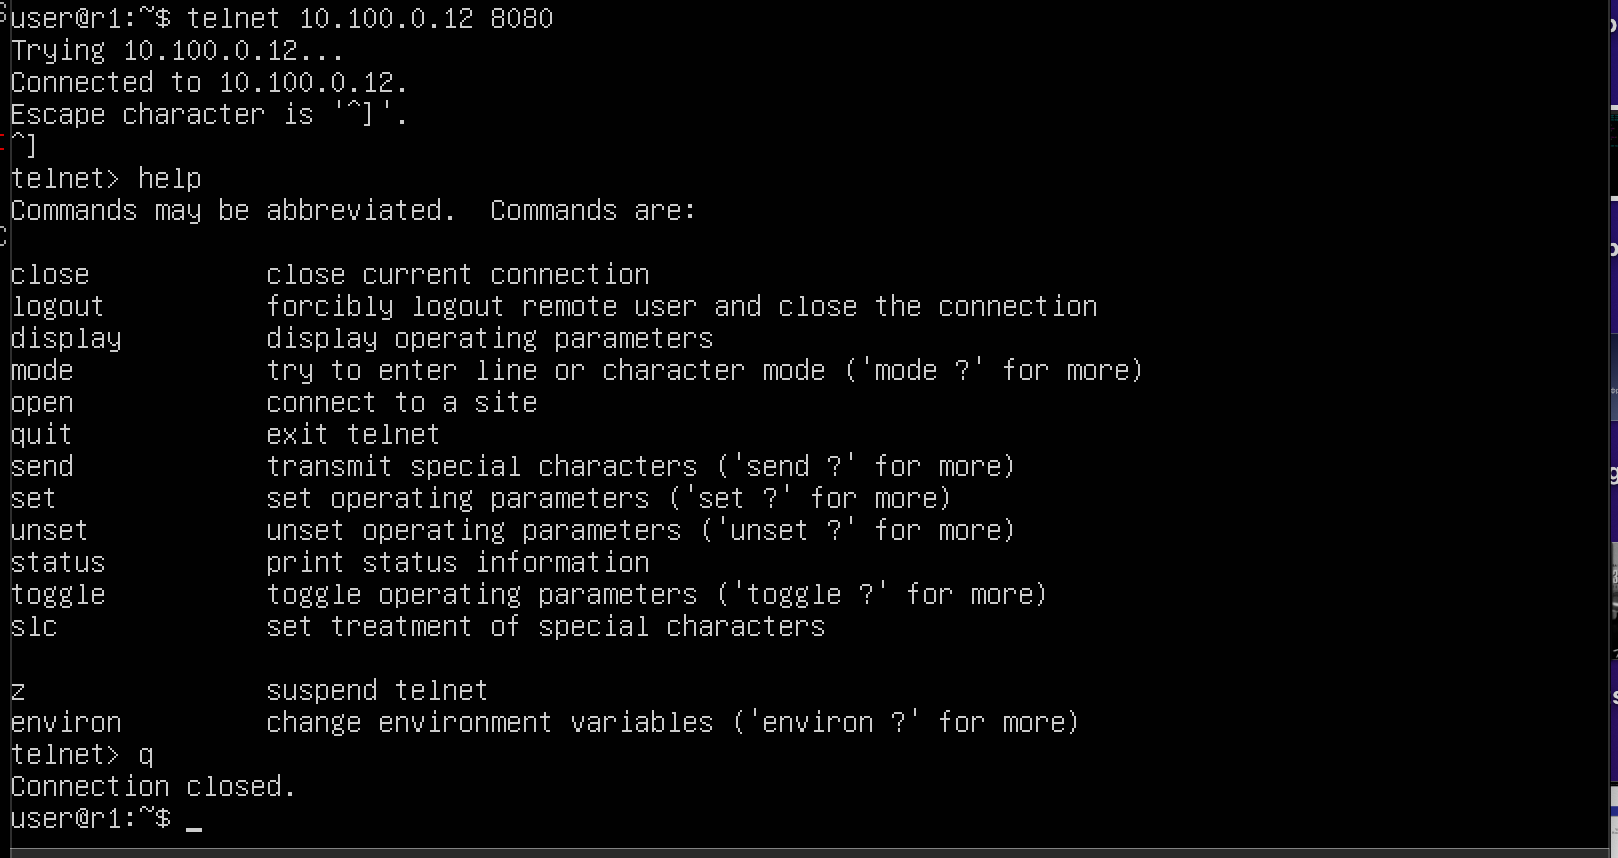 user@r1:~$ telnet 10.100.0.12 8080
Trying 10.100.0.12...
Connected to 10.100.0.12.
Escape character is '^]'.
^]
telnet> help
Commands may be abbreviated.  Commands are:

close           close current connection
logout          forcibly logout remote user and close the connection
display         display operating parameters
mode            try to enter line or character mode ('mode ?' for more)
open            connect to a site
quit            exit telnet
send            transmit special characters ('send ?' for more)
set             set operating parameters ('set ?' for more)
unset           unset operating parameters ('unset ?' for more)
status          print status information
toggle          toggle operating parameters ('toggle ?' for more)
slc             set treatment of special characters

z               suspend telnet
environ         change environment variables ('environ ?' for more)
telnet> q
Connection closed.
user@r1:~$ _